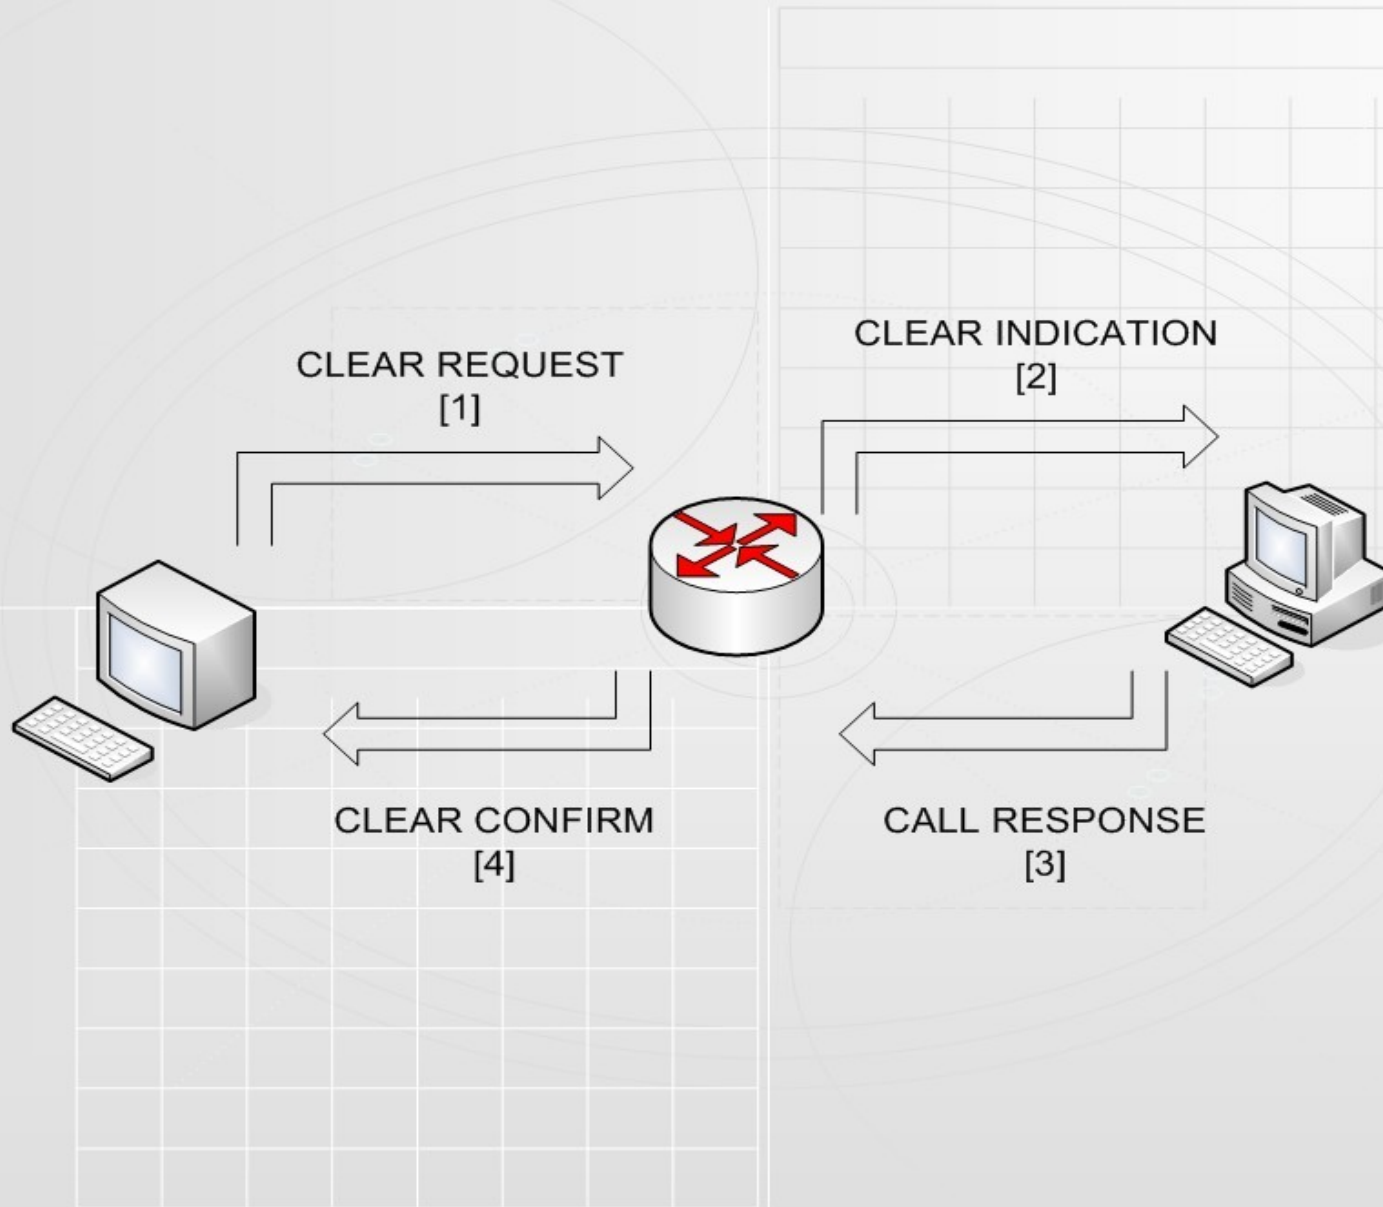 CLEAR REQUEST
[1]
CLEAR INDICATION
[2]
CLEAR CONFIRM
[4]
CALL RESPONSE
[3]